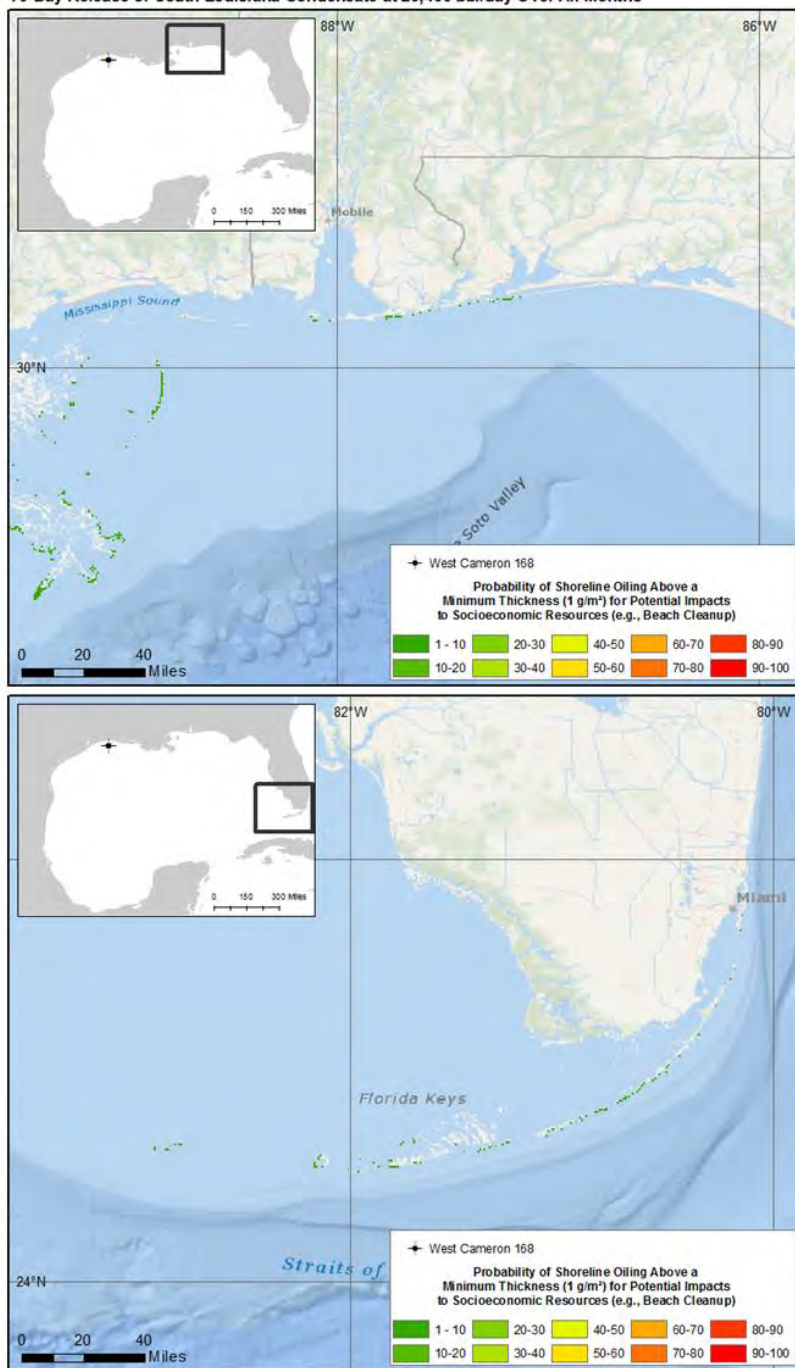 Release of South Louisiana Condensate at bbl/day for All Months
88°W
86°W
0 150 300 Miles
Mobile
Mississippi Sound
30°N
Soto Valley
West Cameron 168
Probability of Shoreline Oiling Above a
Minimum Thickness (1 g/m²) for Potential Impacts
to Socioeconomic Resources (e.g., Beach Cleanup)
1 - 10 20-30 40-50 60-70 80-90
10-20 30-40 50-60 70-80 90-100
0 20 40
Miles
82°W
80°W
0 150 300 Miles
Miami
Florida Keys
Straits of
24°N
West Cameron 168
Probability of Shoreline Oiling Above a
Minimum Thickness (1 g/m²) for Potential Impacts
to Socioeconomic Resources (e.g., Beach Cleanup)
1 - 10 20-30 40-50 60-70 80-90
10-20 30-40 50-60 70-80 90-100
0 20 40
Miles